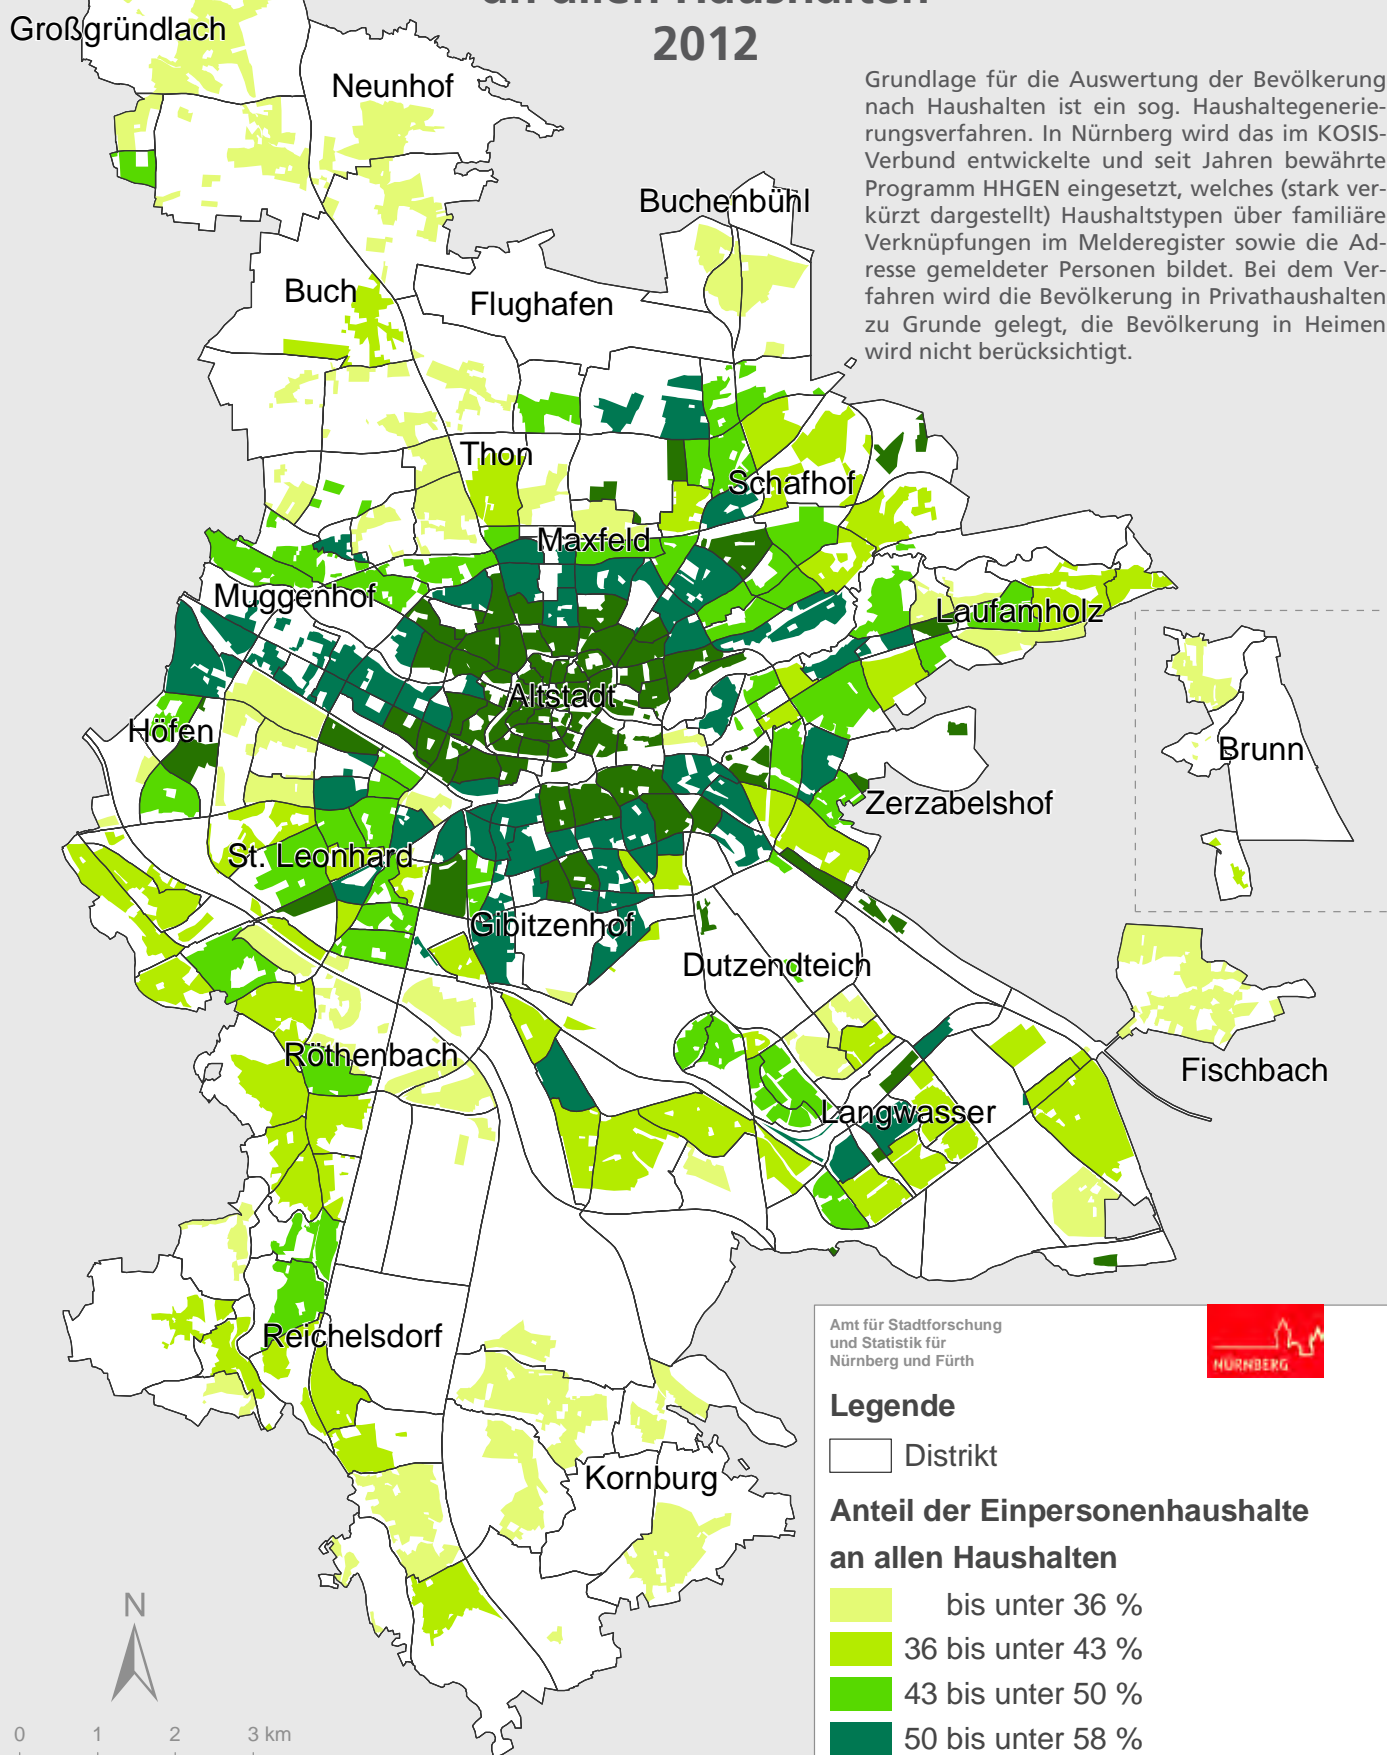 an allen Haushalten
2012
Grundlage für die Auswertung der Bevölkerung
nach Haushalten ist ein sog. Haushaltegenerie-
rungsverfahren. In Nürnberg wird das im KOSIS-
Verbund entwickelte und seit Jahren bewährte
Programm HHGEN eingesetzt, welches (stark ver-
kürzt dargestellt) Haushaltstypen über familiäre
Verknüpfungen im Melderegister sowie die Ad-
resse gemeldeter Personen bildet. Bei dem Ver-
fahren wird die Bevölkerung in Privathaushalten
zu Grunde gelegt, die Bevölkerung in Heimen
wird nicht berücksichtigt.
Großgründlach
Neunhof
Buchenbühl
Buch
Flughafen
Thon
Schafhof
Maxfeld
Muggenhof
Laufamholz
Altstadt
Höfen
Brunn
Zerzabelshof
St. Leonhard
Gibitzenhof
Dutzendteich
Röthenbach
Fischbach
Langwasser
Reichelsdorf
Kornburg
Amt für Stadtforschung
und Statistik für
Nürnberg und Fürth
NÜRNBERG
Legende
Distrikt
Anteil der Einpersonenhaushalte
an allen Haushalten
bis unter 36 %
36 bis unter 43 %
43 bis unter 50 %
50 bis unter 58 %
N
0 1 2 3 km